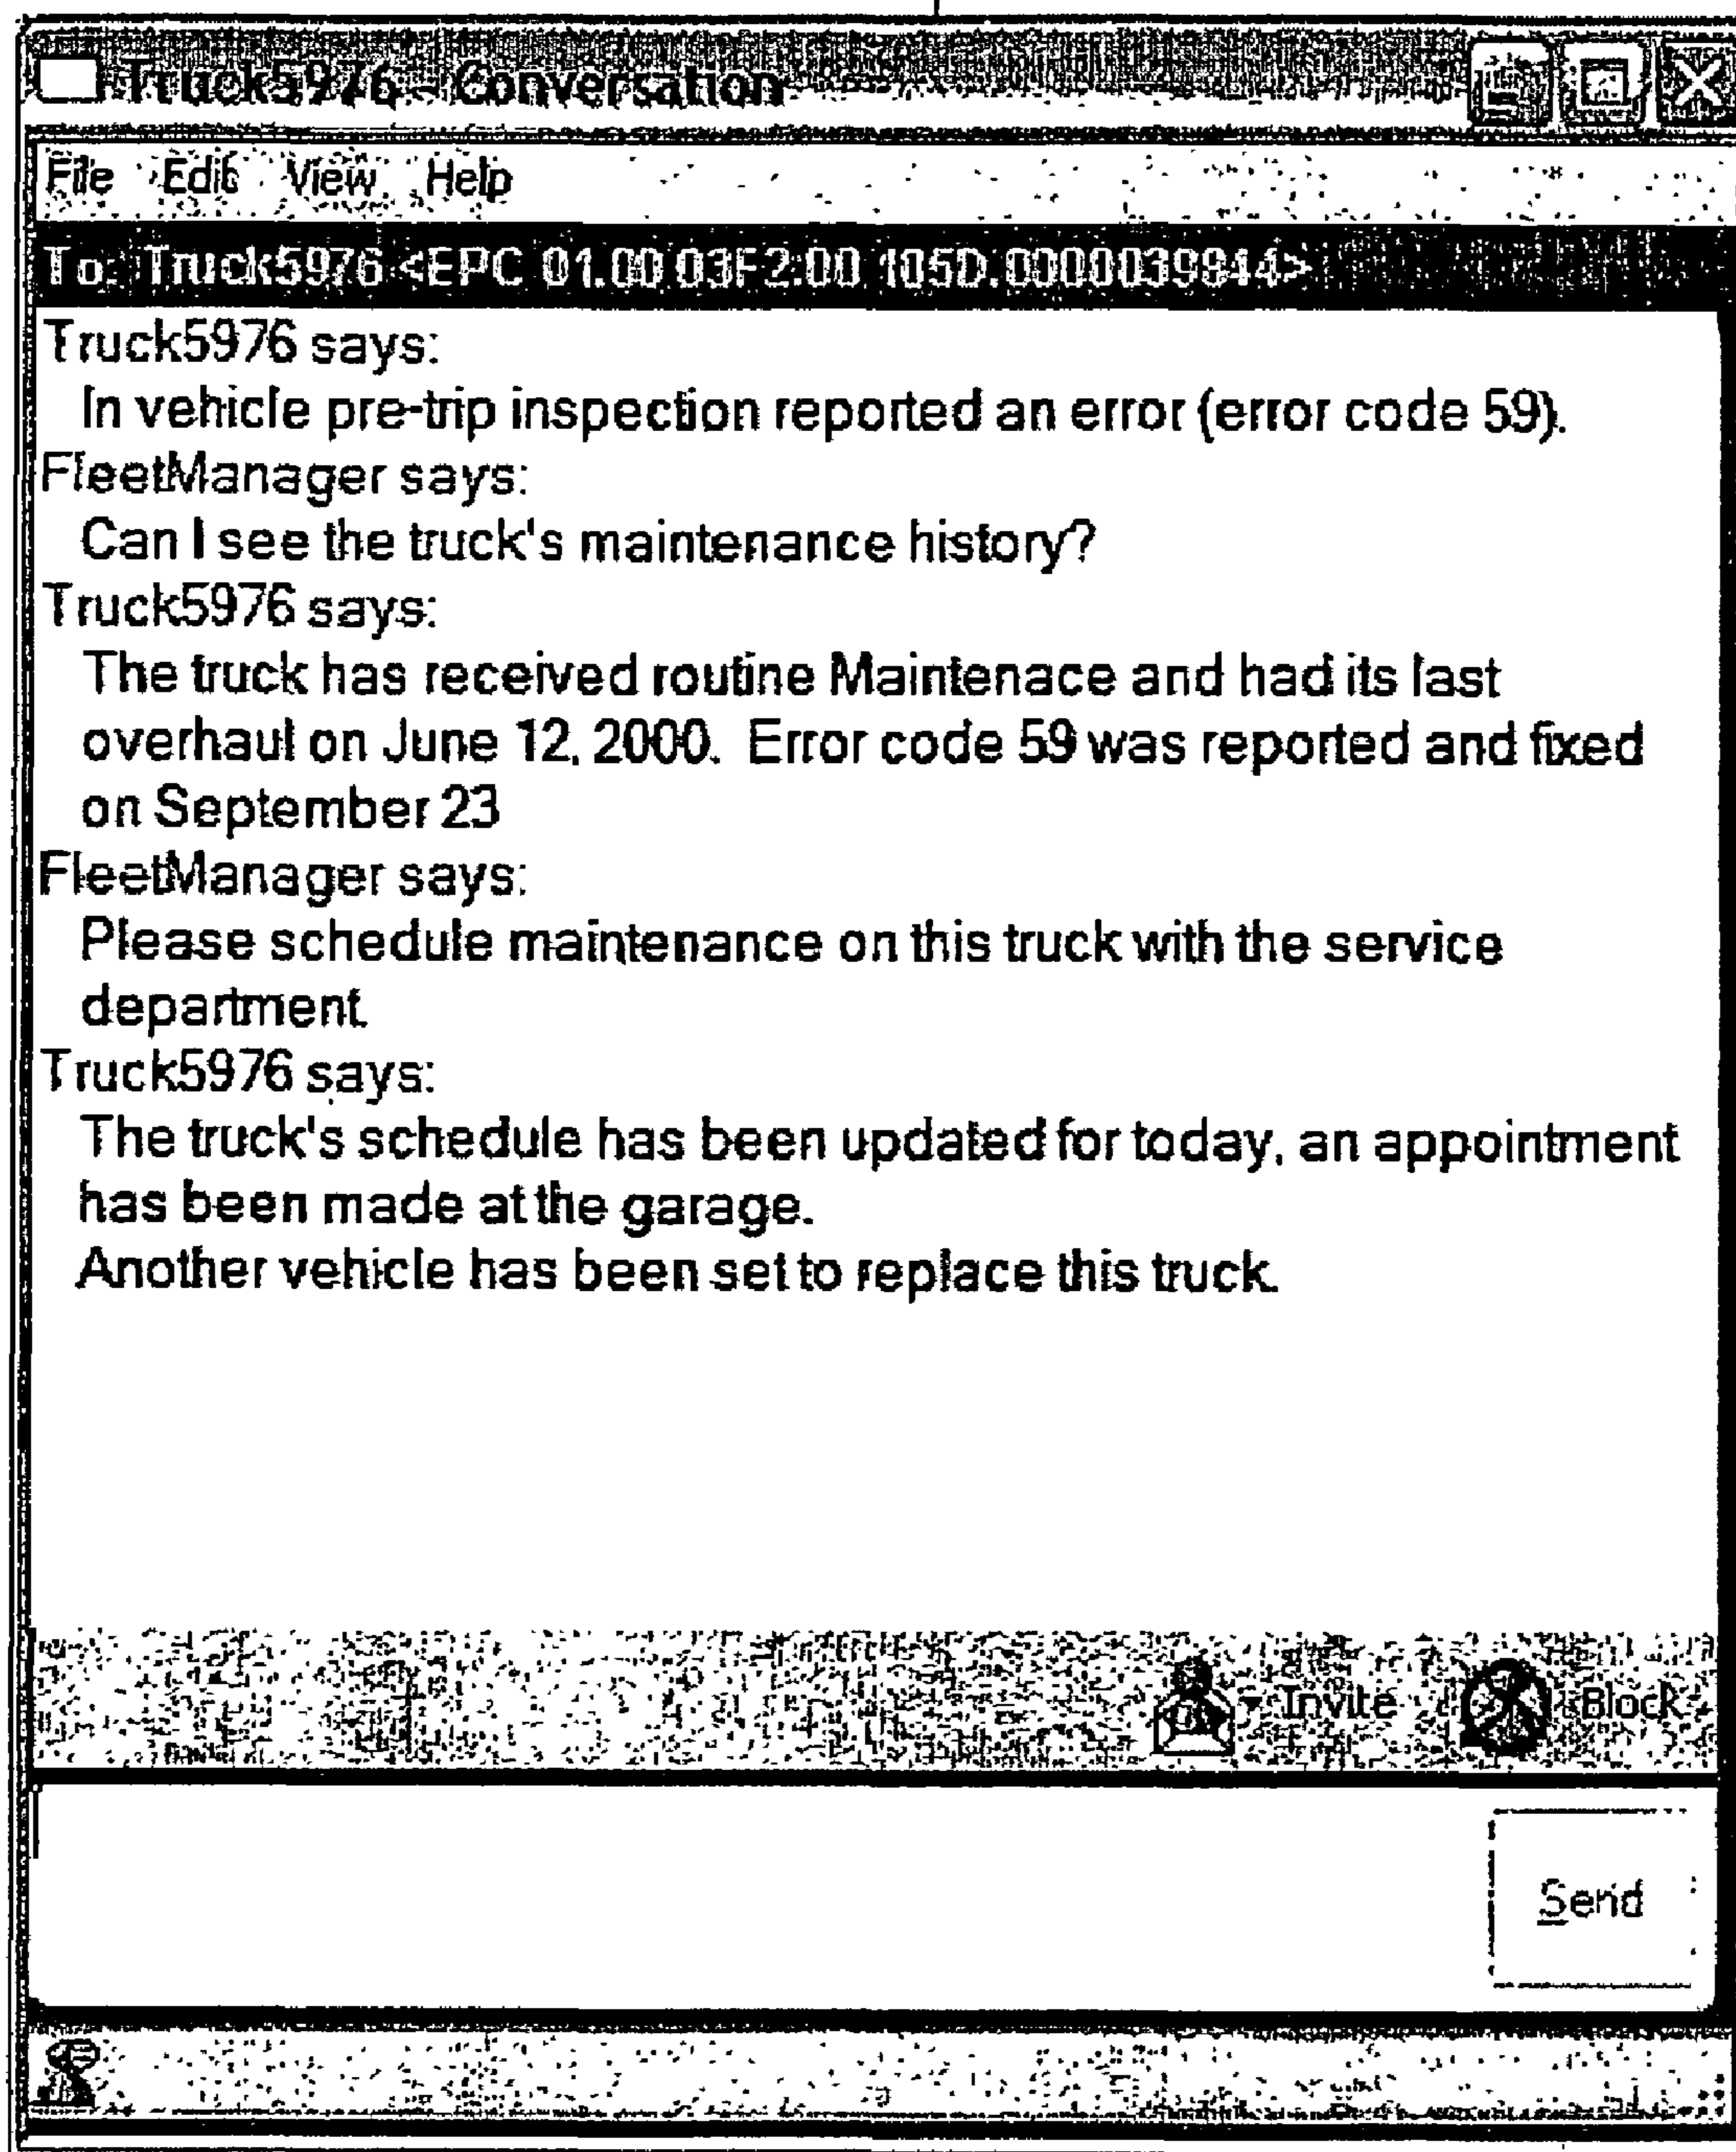 Truck5976 - Conversation
File Edit View Help
To: Truck5976 <EPC 01.00 03F2.00 105D.0000039944>
Truck5976 says:
In vehicle pre-trip inspection reported an error (error code 59).
FleetManager says:
Can I see the truck's maintenance history?
Truck5976 says:
The truck has received routine Maintenace and had its last
overhaul on June 12, 2000. Error code 59 was reported and fixed
on September 23
FleetManager says:
Please schedule maintenance on this truck with the service
department.
Truck5976 says:
The truck's schedule has been updated for today, an appointment
has been made at the garage.
Another vehicle has been set to replace this truck.
Invite Block
Send